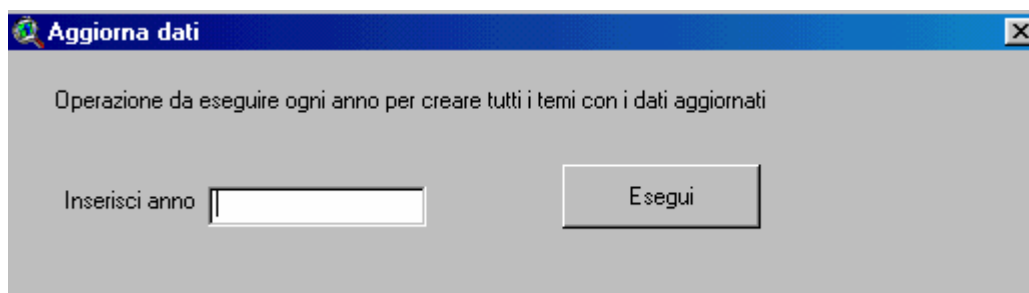 Aggiorna dati
Operazione da eseguire ogni anno per creare tutti i temi con i dati aggiornati
Inserisci anno
Esegui